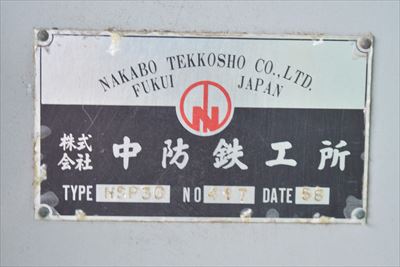 NAKABO TEKKOSHO CO., LTD.
FUKUI JAPAN
N
株式会社 中防鉄工所
TYPE NSP30 NO 417 DATE 58